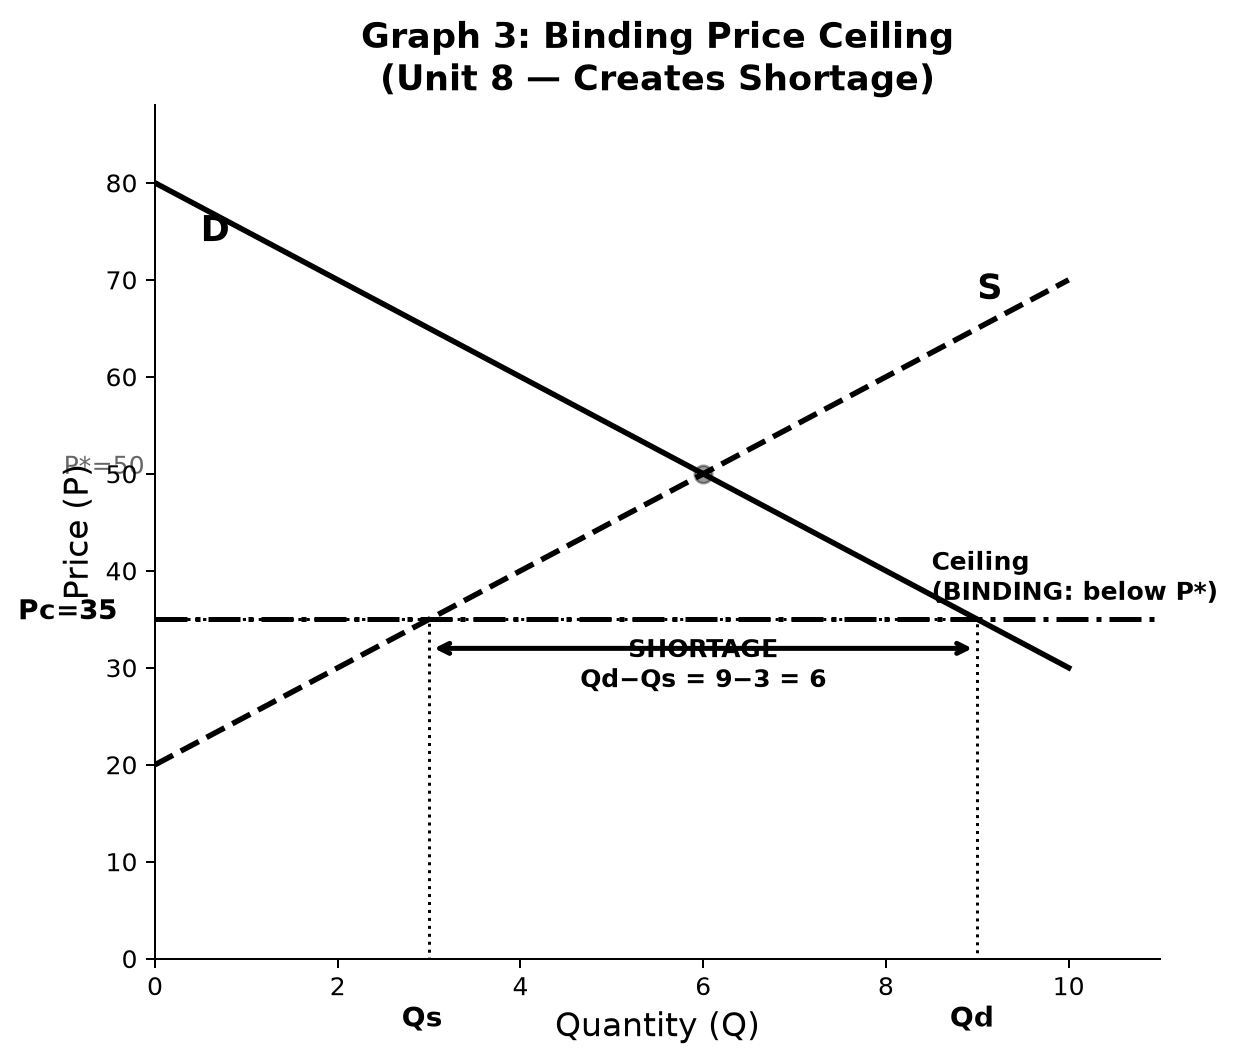 Graph 3: Binding Price Ceiling
(Unit 8 — Creates Shortage)
80
D
70
S
60
P*=50
50
Price (P)
40
Ceiling
(BINDING: below P*)
Pc=35
SHORTAGE
30
Qd−Qs = 9−3 = 6
20
10
0
0 2 4 6 8 10
Qs Qd
Quantity (Q)